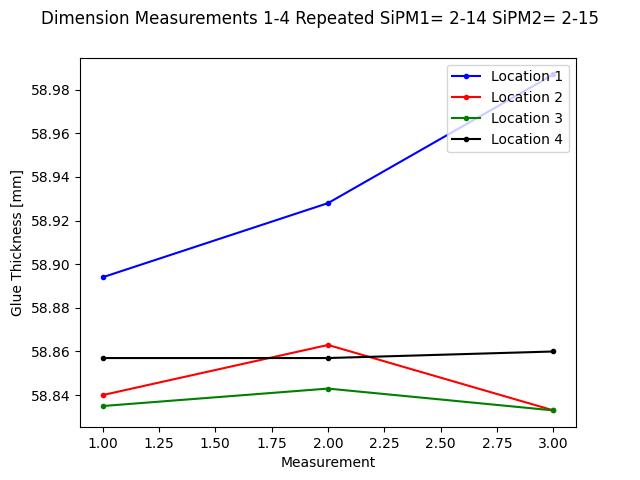 Dimension Measurements 1-4 Repeated SiPM1= 2-14 SiPM2= 2-15
Location 1
Location 2
Location 3
Location 4
58.98
58.96
58.94
58.92
58.90
58.88
58.86
58.84
Glue Thickness [mm]
1.00 1.25 1.50 1.75 2.00 2.25 2.50 2.75 3.00
Measurement